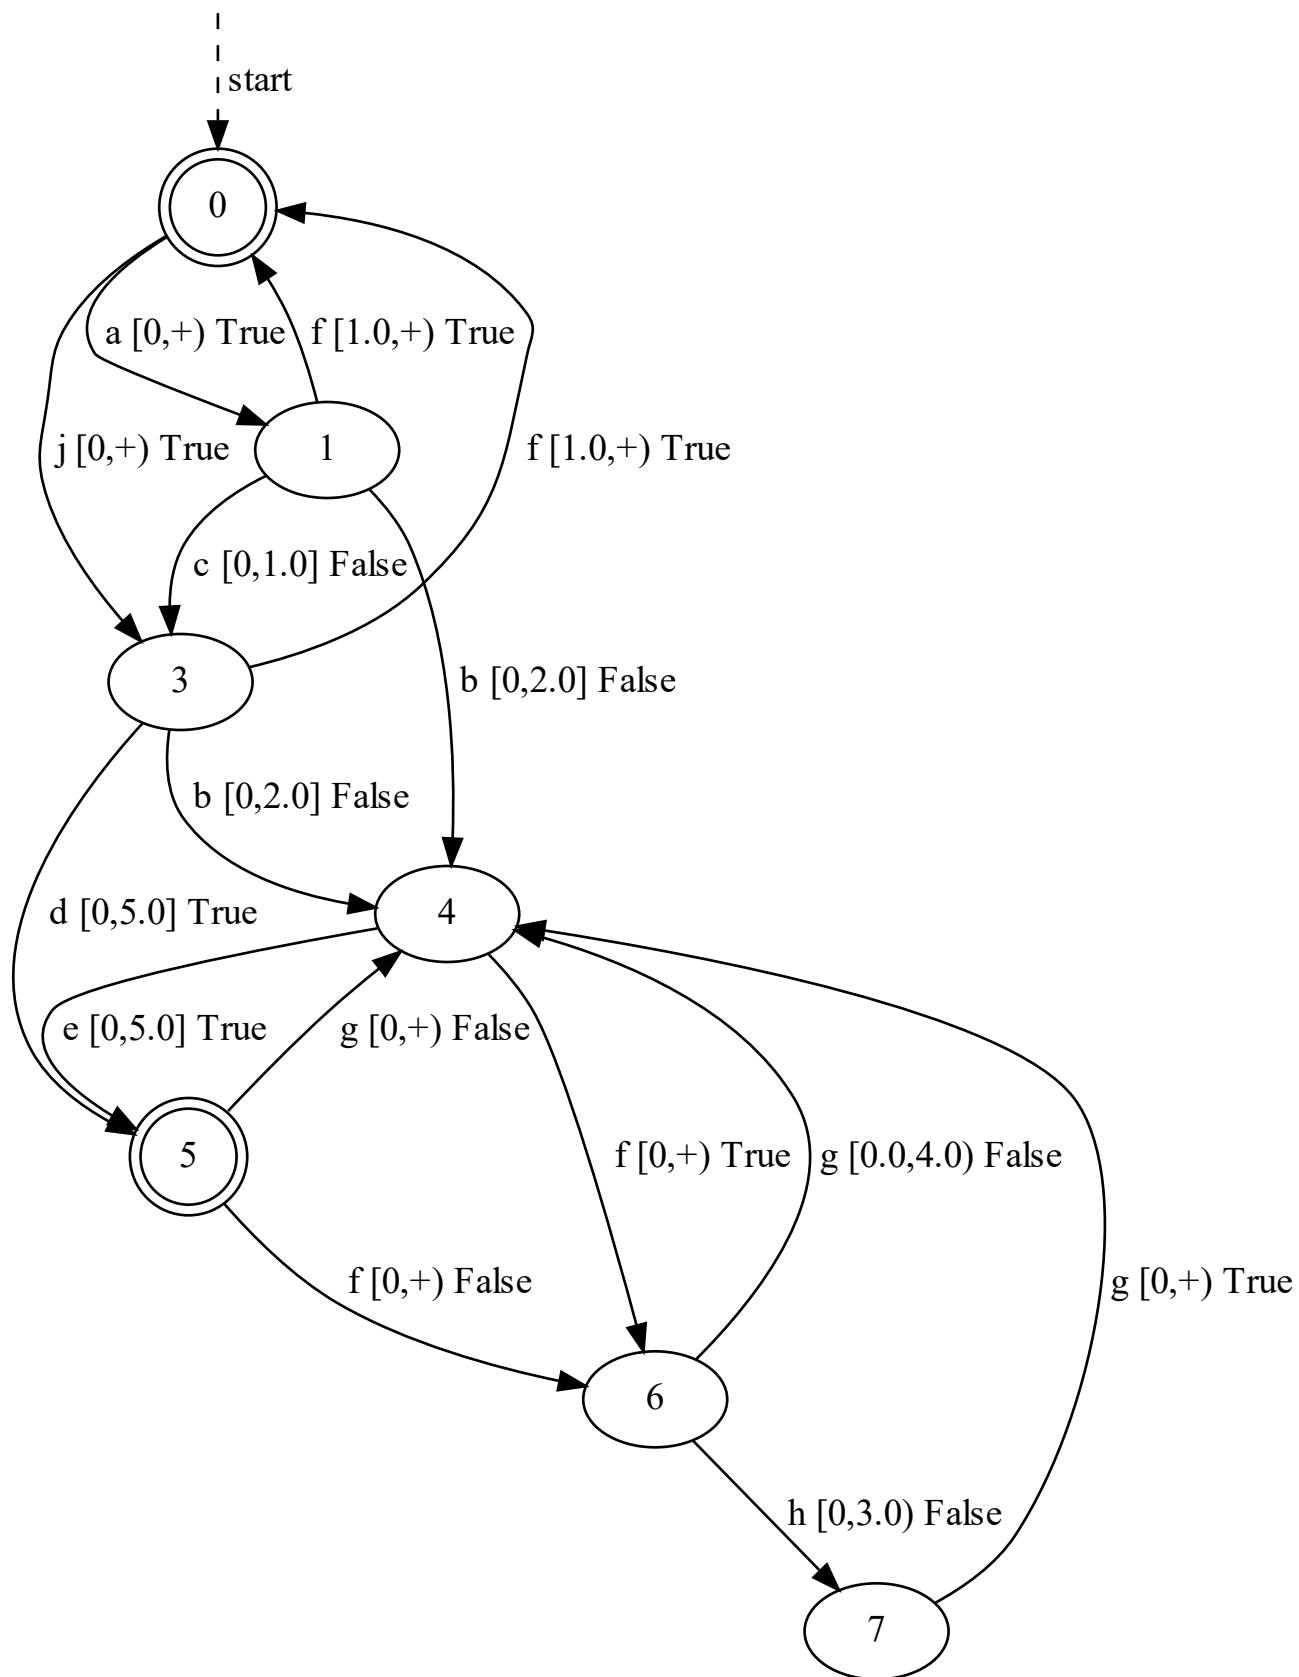 start
0
a [0,+) True
f [1.0,+) True
j [0,+) True
1
f [1.0,+) True
c [0,1.0] False
3
b [0,2.0] False
b [0,2.0] False
d [0,5.0] True
4
e [0,5.0] True
g [0,+) False
5
f [0,+) True
g [0.0,4.0) False
f [0,+) False
g [0,+) True
6
h [0,3.0) False
7